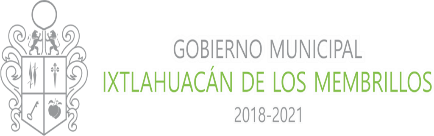 GOBIERNO MUNICIPAL
IXTLAHUACÁN DE LOS MEMBRILLOS
2018-2021